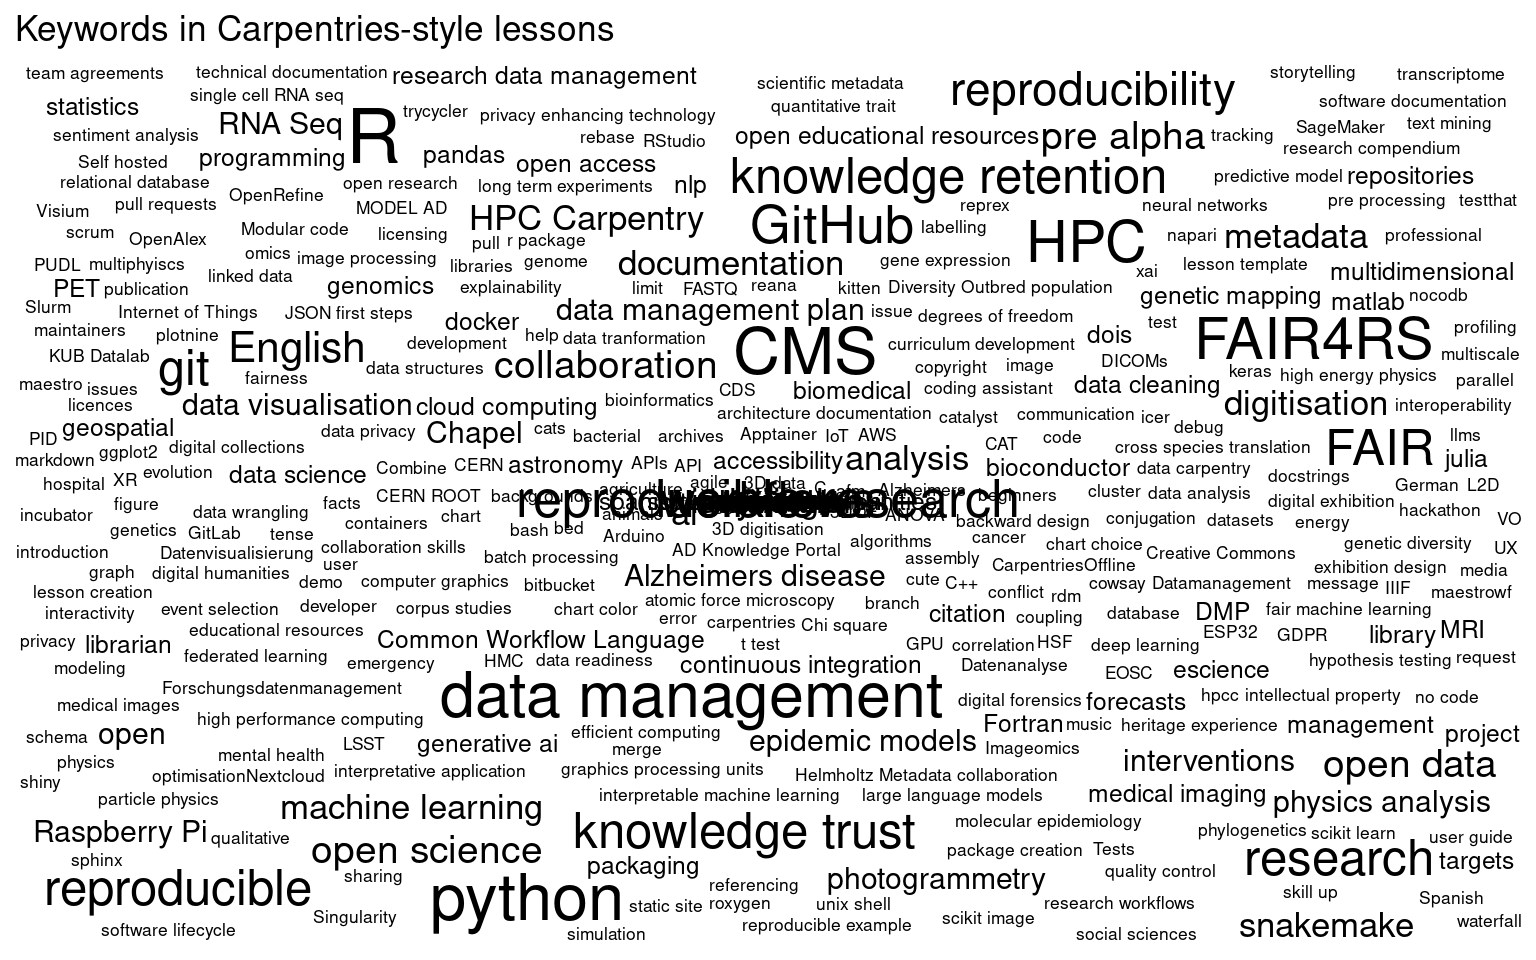 Keywords in Carpentries-style lessons
team agreements technical documentation research data management scientific metadata reproducibility storytelling transcriptome
statistics single cell RNA seq quantitative trait software documentation
RNA Seq R trycycler privacy enhancing technology SageMaker text mining
sentiment analysis rebase RStudio open educational resources pre alpha tracking research compendium
Self hosted programming pandas open access
relational database OpenRefine open research long term experiments nlp knowledge retention predictive model repositories
Visium pull requests MODEL AD HPC Carpentry GitHub reprex neural networks pre processing testthat
scrum OpenAlex Modular code licensing pull r package labelling HPC napari metadata professional
PUDL multiphyiscs omics image processing libraries genome documentation gene expression xai lesson template multidimensional
PET publication linked data genomics explainability limit FASTQ reana kitten Diversity Outbred population genetic mapping matlab nocodb
Slurm Internet of Things JSON first steps docker data management plan issue degrees of freedom test
maintainers plotnine English development help data tranformation CMS curriculum development dois FAIR4RS profiling
KUB Datalab git data structures collaboration copyright image DICOMs multiscale
maestro issues fairness CDS biomedical coding assistant data cleaning keras high energy physics parallel
licences data visualisation cloud computing bioinformatics architecture documentation catalyst communication icer digitisation interoperability
PID geospatial data privacy Chapel cats bacterial archives Apptainer IoT AWS CAT code debug FAIR llms
markdown ggplot2 digital collections accessibility analysis cross species translation julia
hospital XR evolution data science Combine CERN astronomy APIs API bioconductor data carpentry docstrings
figure facts CERN ROOT backgrounds agriculture agile 3D data C afm Alzheimers beginners cluster data analysis German L2D
incubator data wrangling chart reproducible research digital exhibition hackathon
genetics GitLab tense containers bash bed animals ai 3D digitisation ANOVA backward design conjugation datasets energy VO
introduction Datenvisualisierung collaboration skills Arduino AD Knowledge Portal algorithms cancer chart choice Creative Commons genetic diversity UX
graph digital humanities user batch processing assembly CarpentriesOffline exhibition design media
lesson creation demo computer graphics bitbucket Alzheimers disease cute C++ conflict rdm cowsay Datamanagement message IIIF maestrowf
interactivity event selection developer corpus studies chart color atomic force microscopy branch citation coupling database DMP fair machine learning
privacy librarian educational resources Common Workflow Language error carpentries Chi square ESP32 GDPR library MRI
modeling federated learning emergency HMC data readiness t test GPU correlation HSF deep learning
continuous integration Datenanalyse EOSC escience hypothesis testing request
medical images Forschungsdatenmanagement data management digital forensics forecasts hpcc intellectual property no code
schema open high performance computing efficient computing Fortran music heritage experience management project
physics mental health LSST generative ai merge epidemic models Imageomics
shiny optimisation Nextcloud interpretative application graphics processing units Helmholtz Metadata collaboration interventions open data
particle physics machine learning interpretable machine learning large language models medical imaging physics analysis
Raspberry Pi qualitative knowledge trust molecular epidemiology phylogenetics scikit learn user guide
sphinx open science packaging package creation Tests research targets
reproducible sharing python referencing photogrammetry quality control skill up Spanish
Singularity static site roxygen unix shell research workflows
software lifecycle simulation reproducible example scikit image social sciences snakemake waterfall